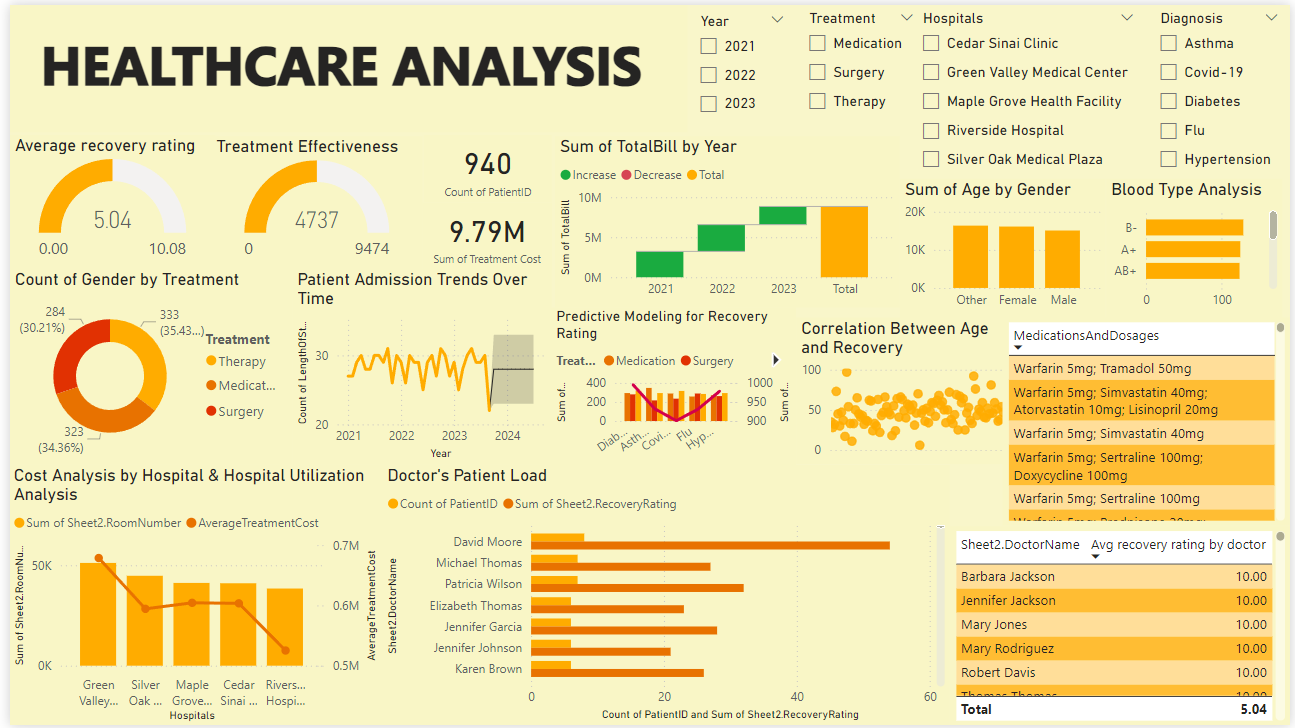 HEALTHCARE ANALYSIS
Year
2021
2022
2023
Treatment
Medication
Surgery
Therapy
Hospitals
Cedar Sinai Clinic
Green Valley Medical Center
Maple Grove Health Facility
Riverside Hospital
Silver Oak Medical Plaza
Diagnosis
Asthma
Covid-19
Diabetes
Flu
Hypertension
Average recovery rating
5.04
0.00
10.08
Treatment Effectiveness
4737
0
9474
940
Count of PatientID
9.79M
Sum of Treatment Cost
Sum of TotalBill by Year
Increase
Decrease
Total
Sum of TotalBill
10M
5M
0M
2021
2022
2023
Total
Sum of Age by Gender
20K
10K
0K
Other
Female
Male
Blood Type Analysis
B-
A+
AB+
0
100
Count of Gender by Treatment
284
(30.21%)
333
(35.43...)
323
(34.36%)
Treatment
Therapy
Medicat...
Surgery
Patient Admission Trends Over
Time
Count of LengthOfSt...
30
20
2021
2022
2023
2024
Year
Predictive Modeling for Recovery
Rating
Treat...
Medication
Surgery
Sum of...
400
200
0
1000
950
900
Sum of...
Diab...
Asth...
Covi...
Flu
Hyp...
Correlation Between Age
and Recovery
100
50
0
MedicationsAndDosages
Warfarin 5mg; Tramadol 50mg
Warfarin 5mg; Simvastatin 40mg;
Atorvastatin 10mg; Lisinopril 20mg
Warfarin 5mg; Simvastatin 40mg
Warfarin 5mg; Sertraline 100mg;
Doxycycline 100mg
Warfarin 5mg; Sertraline 100mg
Cost Analysis by Hospital & Hospital Utilization
Analysis
Sum of Sheet2.RoomNumber
AverageTreatmentCost
Sum of Sheet2.RoomNu...
50K
0K
0.7M
0.6M
0.5M
AverageTreatmentCost
Green
Valley...
Silver
Oak ...
Maple
Grove...
Cedar
Sinai ...
Rivers...
Hospi...
Hospitals
Doctor's Patient Load
Count of PatientID
Sum of Sheet2.RecoveryRating
Sheet2.DoctorName
David Moore
Michael Thomas
Patricia Wilson
Elizabeth Thomas
Jennifer Garcia
Jennifer Johnson
Karen Brown
0
20
40
60
Count of PatientID and Sum of Sheet2.RecoveryRating
Sheet2.DoctorName Avg recovery rating by doctor
Barbara Jackson 10.00
Jennifer Jackson 10.00
Mary Jones 10.00
Mary Rodriguez 10.00
Robert Davis 10.00
Thomas Thomas 10.00
Total 5.04